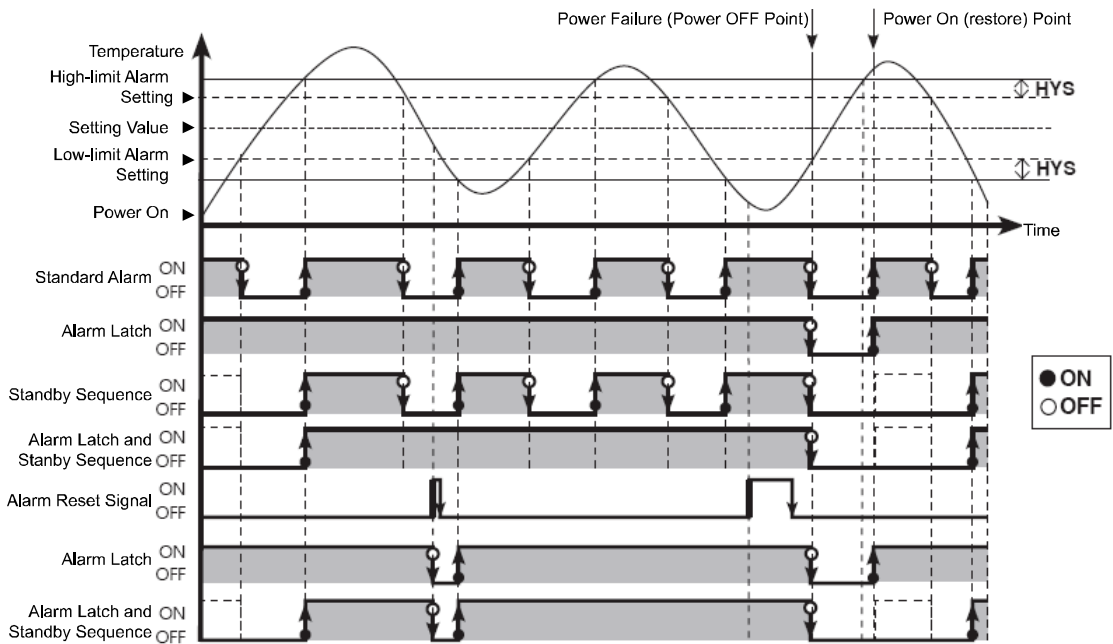 Power Failure (Power OFF Point)
Power On (restore) Point
Temperature
High-limit Alarm
Setting
HYS
Setting Value
Low-limit Alarm
Setting
HYS
Power On
Time
Standard Alarm
ON
OFF
Alarm Latch
ON
OFF
Standby Sequence
ON
OFF
Alarm Latch and
Stanby Sequence
ON
OFF
Alarm Reset Signal
ON
OFF
Alarm Latch
ON
OFF
Alarm Latch and
Standby Sequence
ON
OFF
ON
OFF